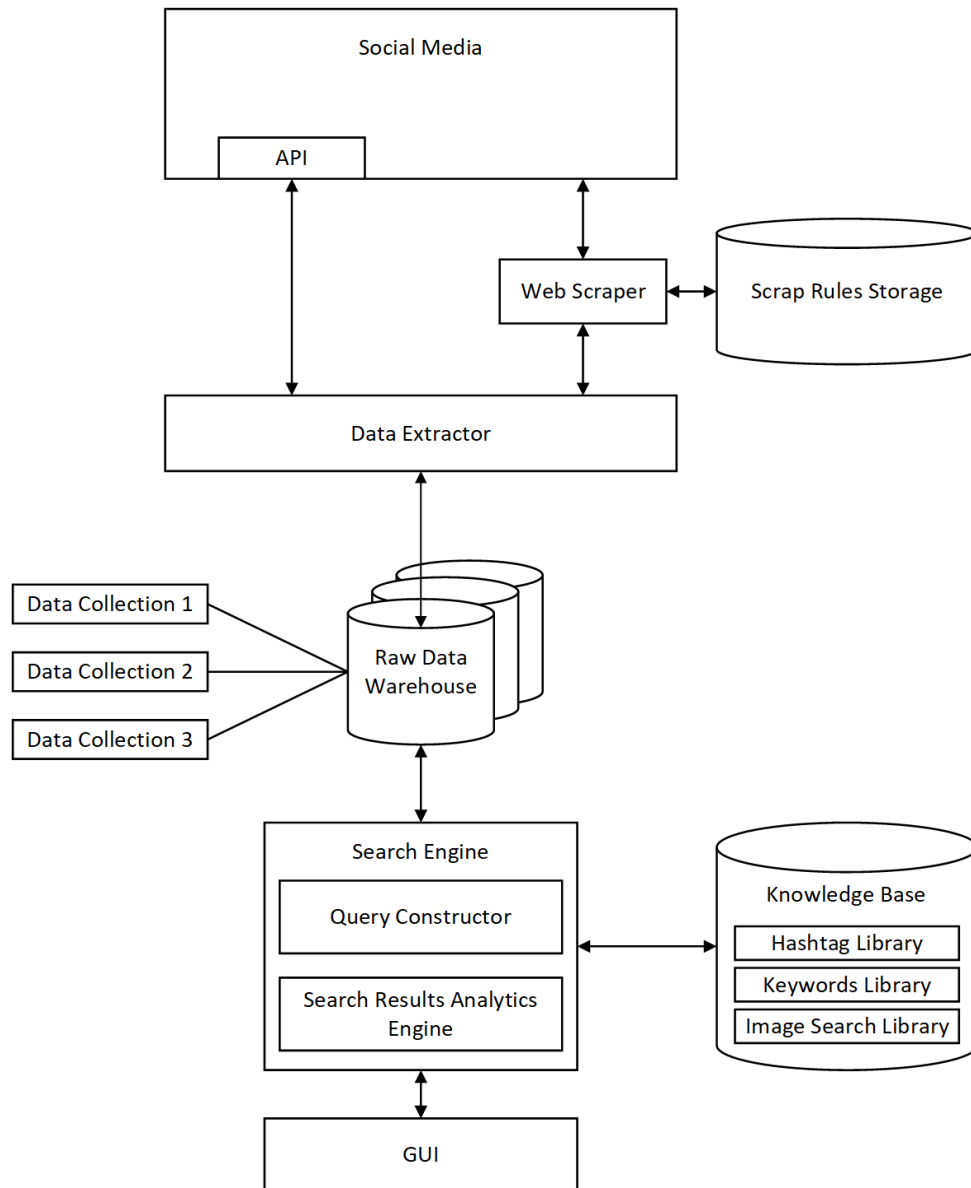 Social Media
API
Web Scraper
Scrap Rules Storage
Data Extractor
Data Collection 1
Data Collection 2
Data Collection 3
Raw Data
Warehouse
Search Engine
Query Constructor
Search Results Analytics
Engine
Knowledge Base
Hashtag Library
Keywords Library
Image Search Library
GUI